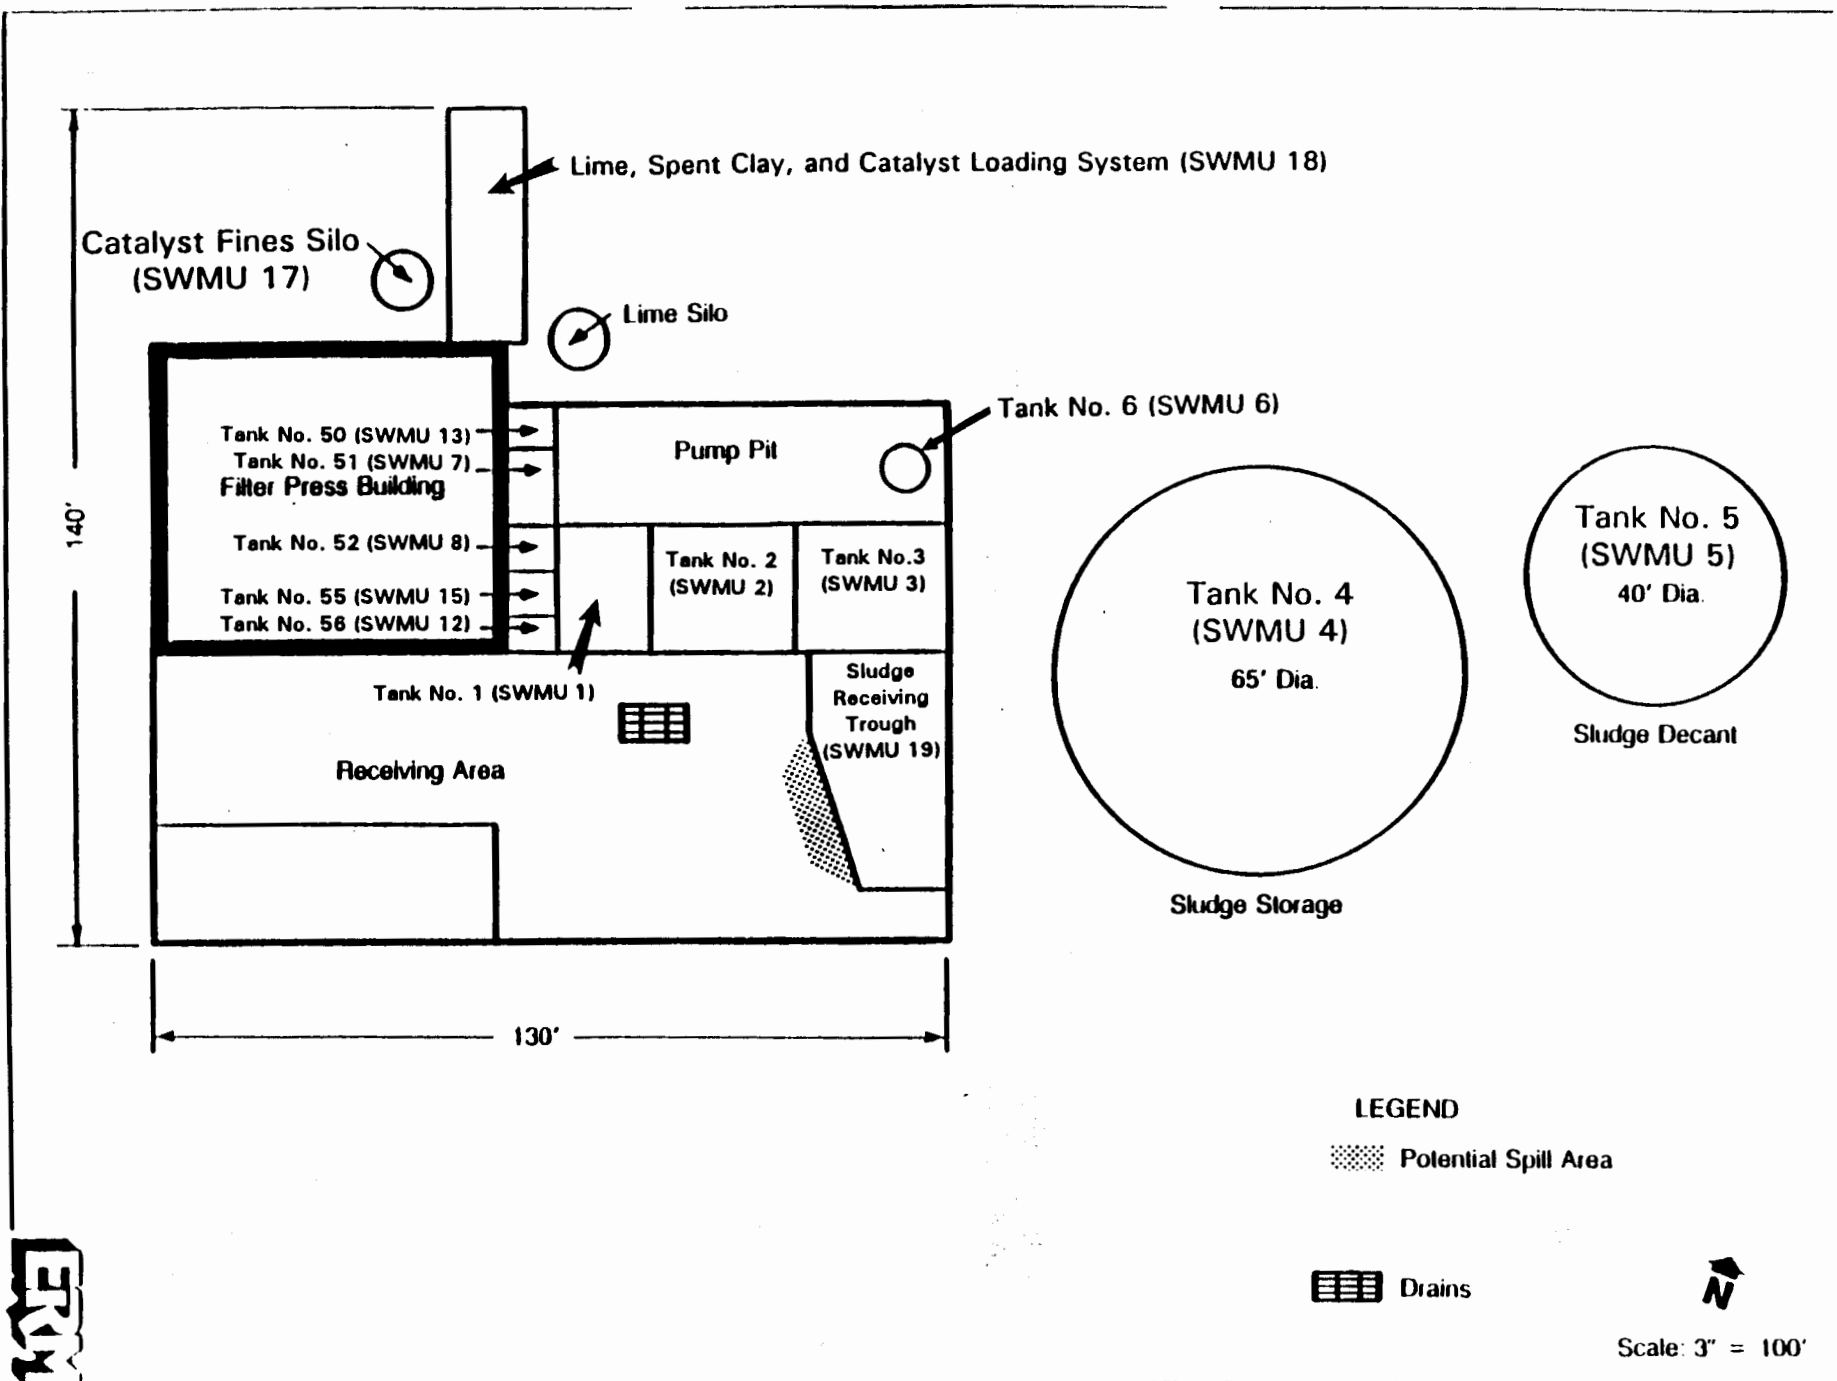 Lime, Spent Clay, and Catalyst Loading System (SWMU 18)
Catalyst Fines Silo
(SWMU 17)
Lime Silo
Tank No. 6 (SWMU 6)
Pump Pit
Tank No. 50 (SWMU 13)
Tank No. 51 (SWMU 7)
Filter Press Building
Tank No. 52 (SWMU 8)
Tank No. 55 (SWMU 15)
Tank No. 56 (SWMU 12)
140'
Tank No. 2
(SWMU 2)
Tank No.3
(SWMU 3)
Tank No. 5
(SWMU 5)
40' Dia.
Sludge Decant
Tank No. 4
(SWMU 4)
65' Dia.
Sludge Storage
Tank No. 1 (SWMU 1)
Sludge
Receiving
Trough
(SWMU 19)
Receiving Area
130'
LEGEND
Potential Spill Area
Drains
N
Scale: 3" = 100'
ERM